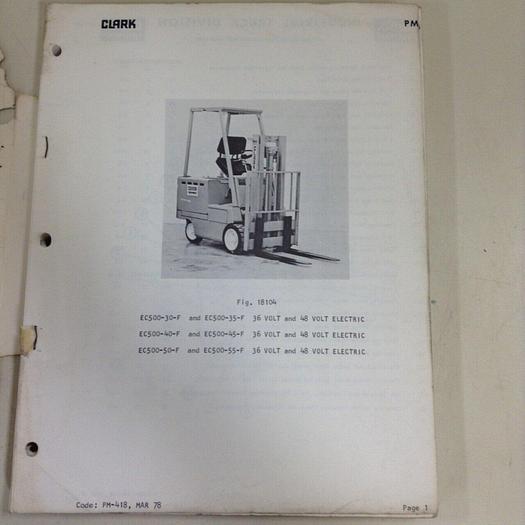 CLARK
PM
Fig. 18104
EC500-30-F and EC500-35-F 36 VOLT and 48 VOLT ELECTRIC
EC500-40-F and EC500-45-F 36 VOLT and 48 VOLT ELECTRIC
EC500-50-F and EC500-55-F 36 VOLT and 48 VOLT ELECTRIC
Code: PM-418, MAR 78
Page 1